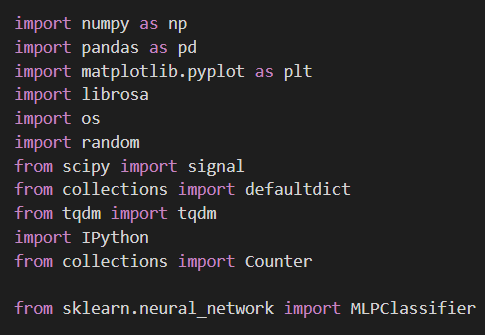 import numpy as np
import pandas as pd
import matplotlib.pyplot as plt
import librosa
import os
import random
from scipy import signal
from collections import defaultdict
from tqdm import tqdm
import IPython
from collections import Counter

from sklearn.neural_network import MLPClassifier